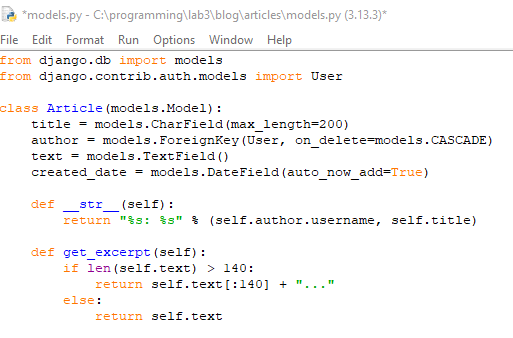 *models.py - C:\programming\lab3\blog\articles\models.py (3.13.3)*
File Edit Format Run Options Window Help
from django.db import models
from django.contrib.auth.models import User

class Article(models.Model):
    title = models.CharField(max_length=200)
    author = models.ForeignKey(User, on_delete=models.CASCADE)
    text = models.TextField()
    created_date = models.DateField(auto_now_add=True)

    def __str__(self):
        return "%s: %s" % (self.author.username, self.title)

    def get_excerpt(self):
        if len(self.text) > 140:
            return self.text[:140] + "..."
        else:
            return self.text